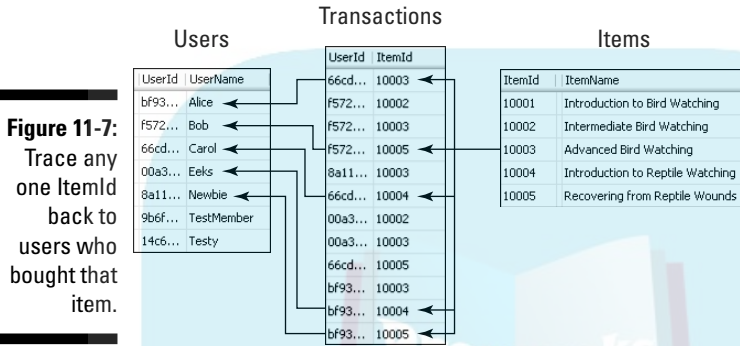 Transactions
Users
Items
UserId ItemId
66cd... 10003
f572... 10002
f572... 10003
f572... 10005
8a11... 10003
66cd... 10004
00a3... 10002
00a3... 10003
66cd... 10005
bf93... 10003
bf93... 10004
bf93... 10005
UserId UserName
bf93... Alice
f572... Bob
66cd... Carol
00a3... Eeks
8a11... Newbie
9b6f... TestMember
14c6... Testy
ItemId ItemName
10001 Introduction to Bird Watching
10002 Intermediate Bird Watching
10003 Advanced Bird Watching
10004 Introduction to Reptile Watching
10005 Recovering from Reptile Wounds
Figure 11-7:
Trace any
one ItemId
back to
users who
bought that
item.